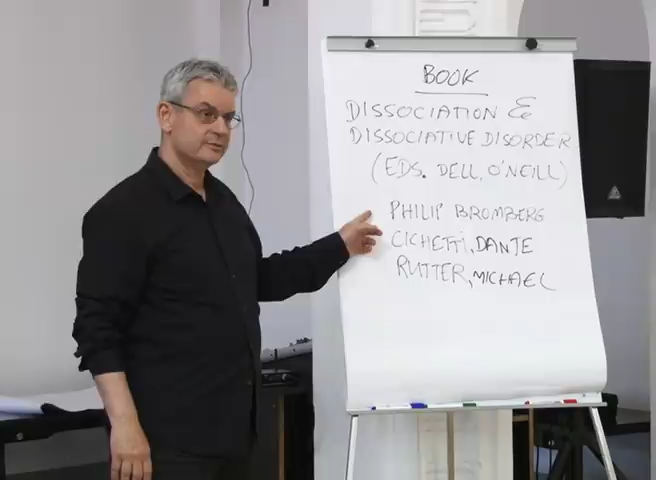 BOOK
DISSOCIATION &
DISSOCIATIVE DISORDER
(EDS. DELL, O'NEILL)
PHILIP BROMBERG
CICHETTI, DANTE
RUTTER, MICHAEL